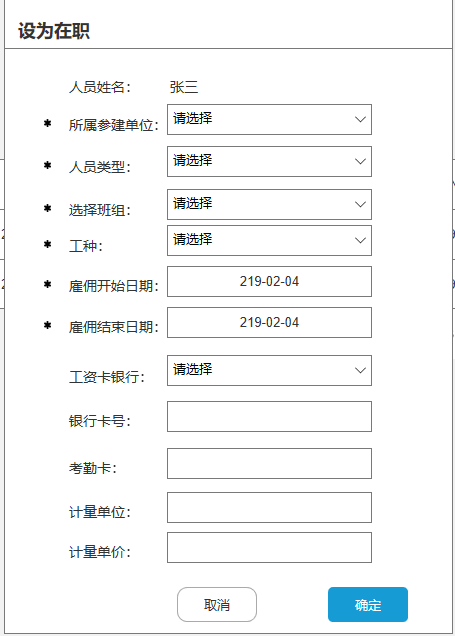 设为在职
人员姓名： 张三
* 所属参建单位： 请选择
* 人员类型： 请选择
* 选择班组： 请选择
* 工种： 请选择
* 雇佣开始日期： 219-02-04
* 雇佣结束日期： 219-02-04
工资卡银行： 请选择
银行卡号：
考勤卡：
计量单位：
计量单价：
取消 确定